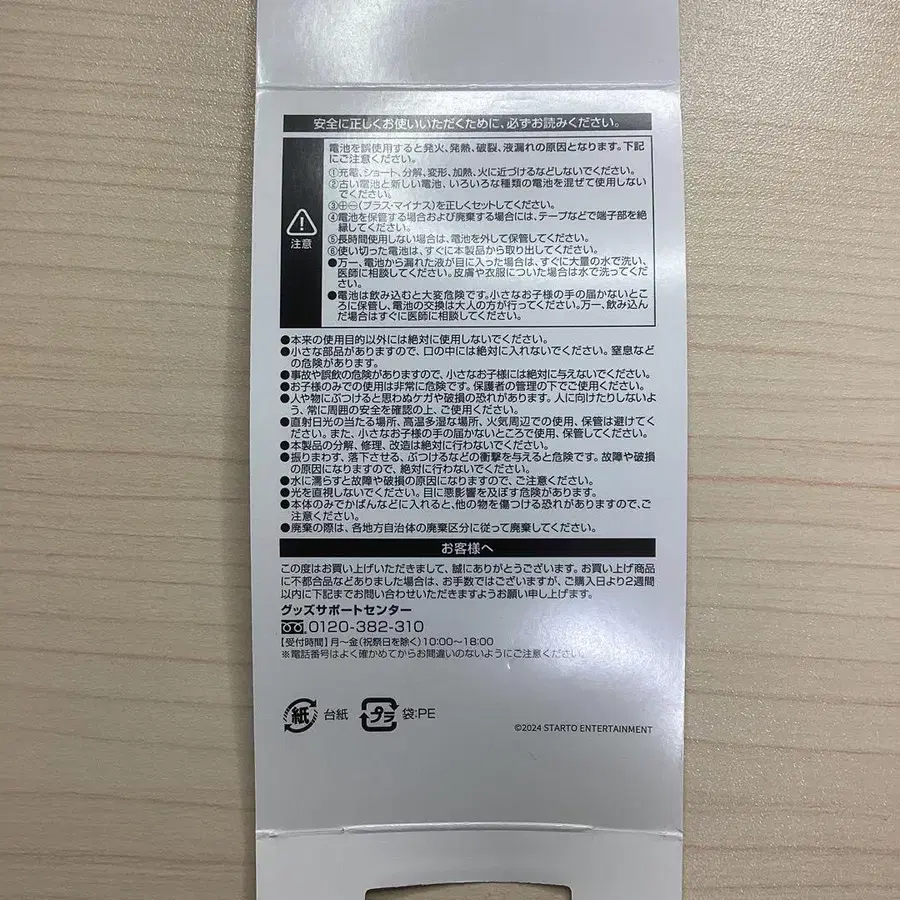 安全に正しくお使いいただくために、必ずお読みください。
電池を誤使用すると発火、発熱、破裂、液漏れの原因となります。下記
にご注意ください。
①充電、ショート、分解、変形、加熱、火に近づけるなどしないでください。
②古い電池と新しい電池、いろいろな種類の電池を混ぜて使用しない
でください。
③⊕⊖(プラス・マイナス)を正しくセットしてください。
④電池を保管する場合および廃棄する場合には、テープなどで端子部を絶
縁してください。
⑤長時間使用しない場合は、電池を外して保管してください。
⑥使い切った電池は、すぐに本製品から取り出してください。
●万一、電池から漏れた液が目に入った場合は、すぐに大量の水で洗い、
医師に相談してください。皮膚や衣服についた場合は水で洗ってくだ
さい。
●電池は飲み込むと大変危険です。小さなお子様の手の届かないとこ
ろに保管し、電池の交換は大人の方が行ってください。万一、飲み込ん
だ場合はすぐに医師に相談してください。
注意
●本来の使用目的以外には絶対に使用しないでください。
●小さな部品がありますので、口の中には絶対に入れないでください。窒息など
の危険があります。
●事故や誤飲の危険がありますので、小さなお子様には絶対に与えないでください。
●お子様のみでの使用は非常に危険です。保護者の管理の下でご使用ください。
●人や物にぶつけると思わぬケガや破損の恐れがあります。人に向けたりしないよ
う、常に周囲の安全を確認の上、ご使用ください。
●直射日光の当たる場所、高温多湿な場所、火気周辺での使用、保管は避けてく
ださい。また、小さなお子様の手の届かないところで使用、保管してください。
●本製品の分解、修理、改造は絶対に行わないでください。
●振りまわす、落下させる、ぶつけるなどの衝撃を与えると危険です。故障や破損
の原因になりますので、絶対に行わないでください。
●水に濡らすと故障や破損の原因になりますので、ご注意ください。
●光を直視しないでください。目に悪影響を及ぼす危険があります。
●本体のみでかばんなどに入れると、他の物を傷つける恐れがありますので、ご
注意ください。
●廃棄の際は、各地方自治体の廃棄区分に従って廃棄してください。
お客様へ
この度はお買い上げいただきまして、誠にありがとうございます。お買い上げ商品
に不都合品などありました場合は、お手数ではございますが、ご購入日より2週間
以内に下記までお問い合わせいただきますようお願い申し上げます。
グッズサポートセンター
0120-382-310
【受付時間】月〜金(祝祭日を除く)10:00〜18:00
※電話番号はよく確かめてからお間違いのないようにご注意ください。
紙 台紙 プラ 袋:PE
©2024 STARTO ENTERTAINMENT